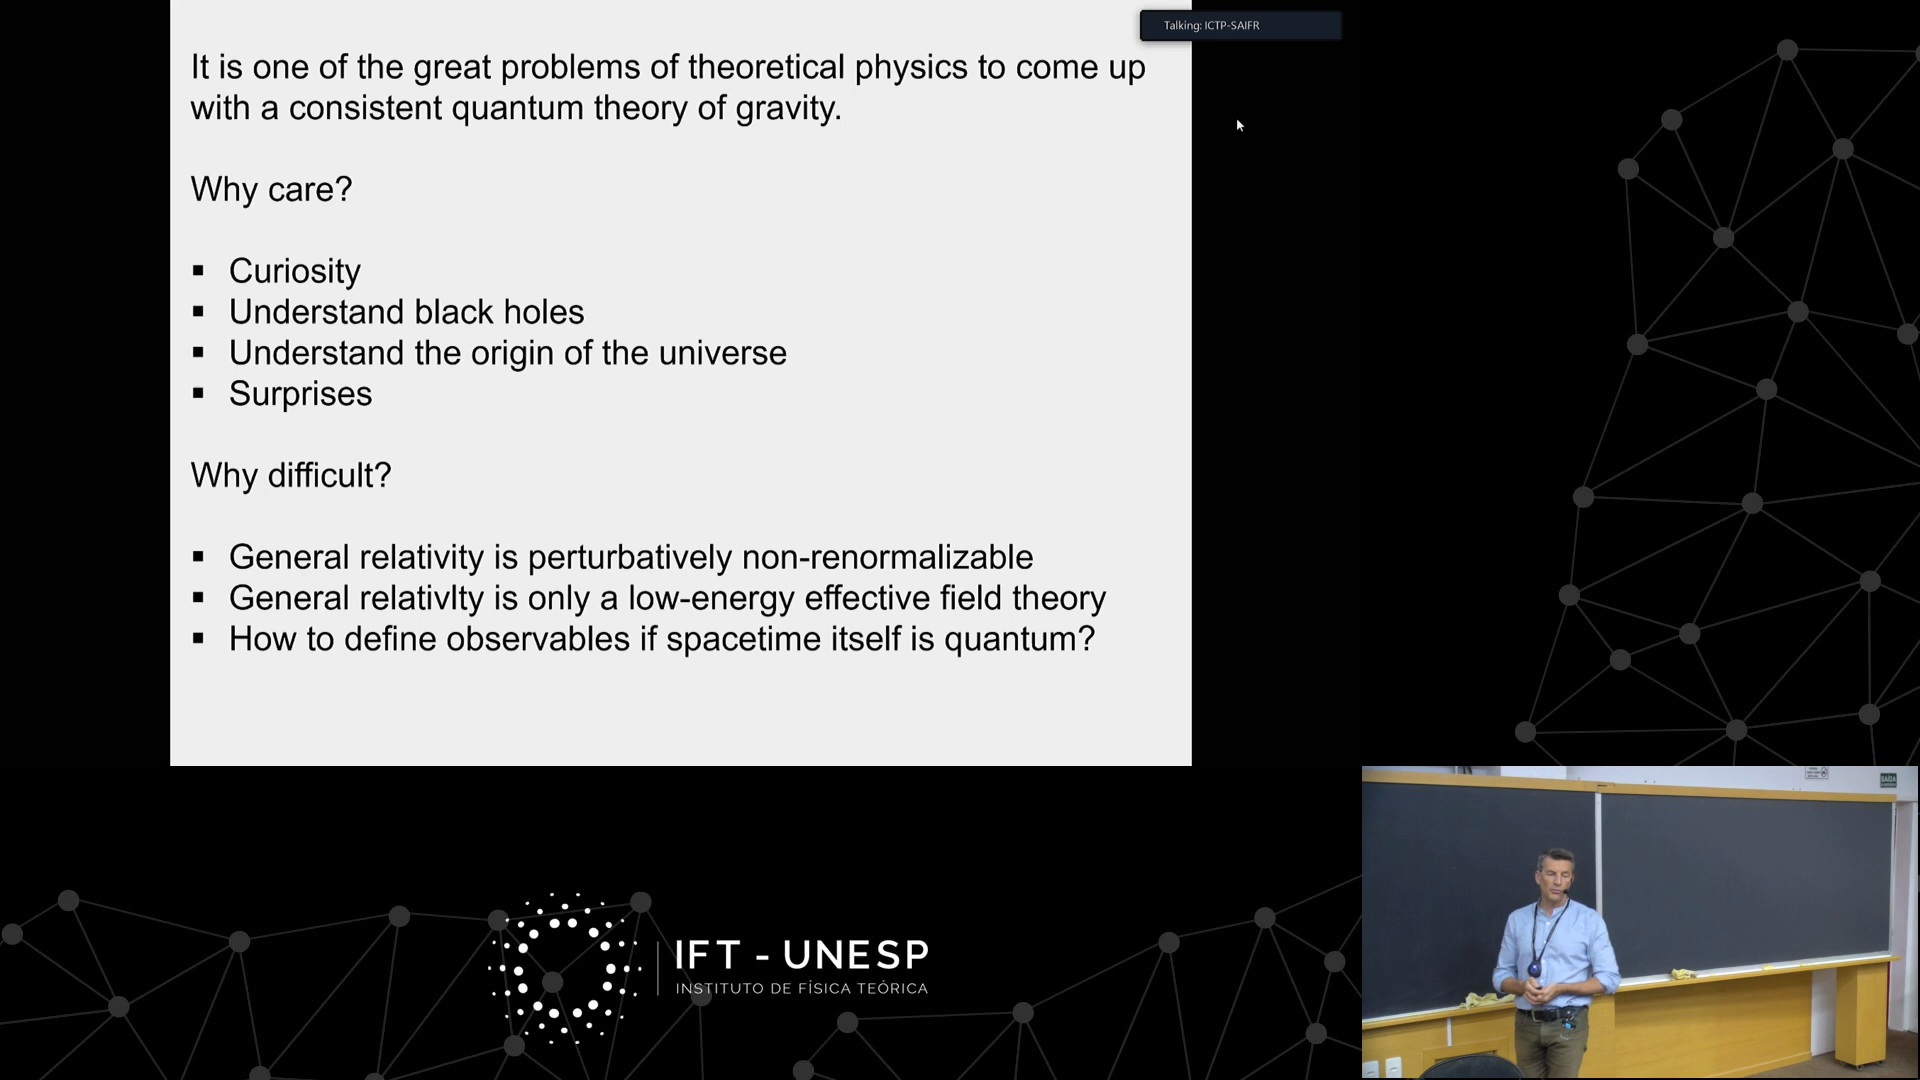 Talking: ICTP-SAIFR
It is one of the great problems of theoretical physics to come up
with a consistent quantum theory of gravity.
Why care?
▪ Curiosity
▪ Understand black holes
▪ Understand the origin of the universe
▪ Surprises
Why difficult?
▪ General relativity is perturbatively non-renormalizable
▪ General relativIty is only a low-energy effective field theory
▪ How to define observables if spacetime itself is quantum?
IFT - UNESP
INSTITUTO DE FÍSICA TEÓRICA
SAÍDA